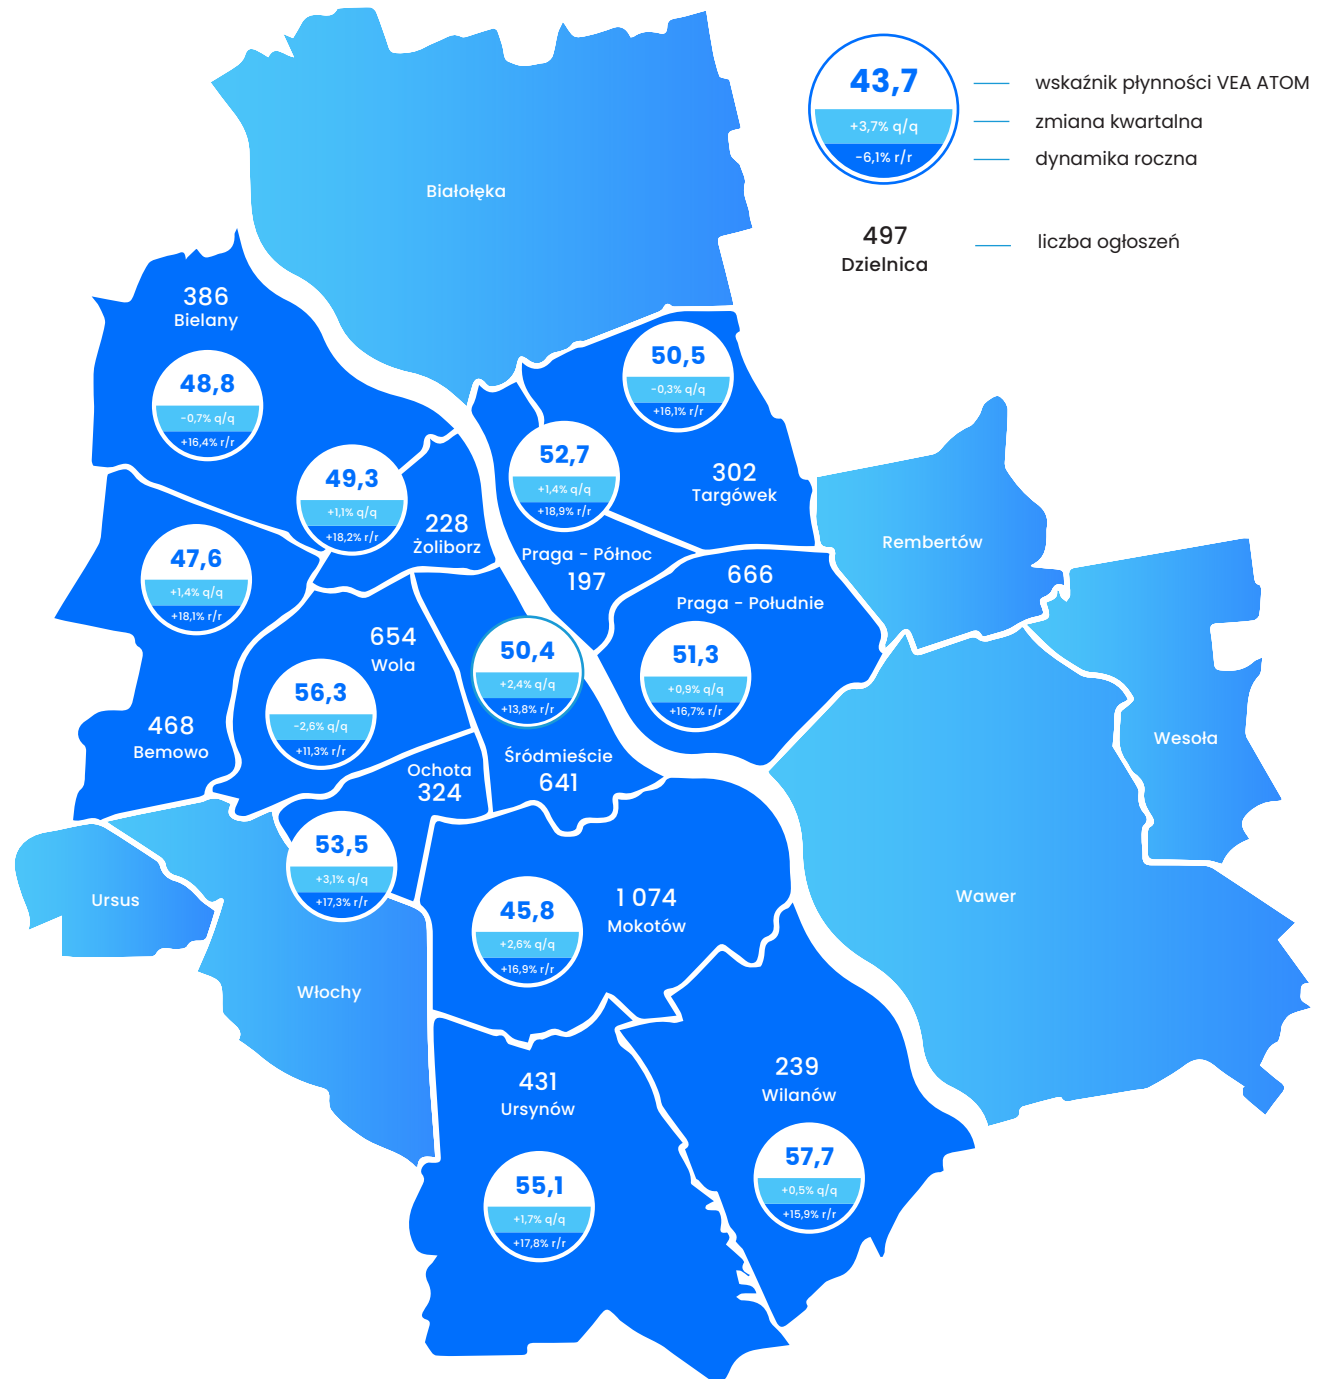 43,7
+3,7% q/q
-6,1% r/r
wskaźnik płynności VEA ATOM
zmiana kwartalna
dynamika roczna
497
Dzielnica
liczba ogłoszeń
Białołęka
386
Bielany
48,8
-0,7% q/q
+16,4% r/r
50,5
-0,3% q/q
+16,1% r/r
302
Targówek
52,7
+1,4% q/q
+18,9% r/r
Praga - Północ
197
49,3
+1,1% q/q
+18,2% r/r
228
Żoliborz
47,6
+1,4% q/q
+18,1% r/r
468
Bemowo
Rembertów
666
Praga - Południe
51,3
+0,9% q/q
+16,7% r/r
654
Wola
56,3
-2,6% q/q
+11,3% r/r
50,4
+2,4% q/q
+13,8% r/r
Śródmieście
641
Wesoła
Ochota
324
53,5
+3,1% q/q
+17,3% r/r
Ursus
Włochy
45,8
+2,6% q/q
+16,9% r/r
1 074
Mokotów
Wawer
431
Ursynów
55,1
+1,7% q/q
+17,8% r/r
239
Wilanów
57,7
+0,5% q/q
+15,9% r/r